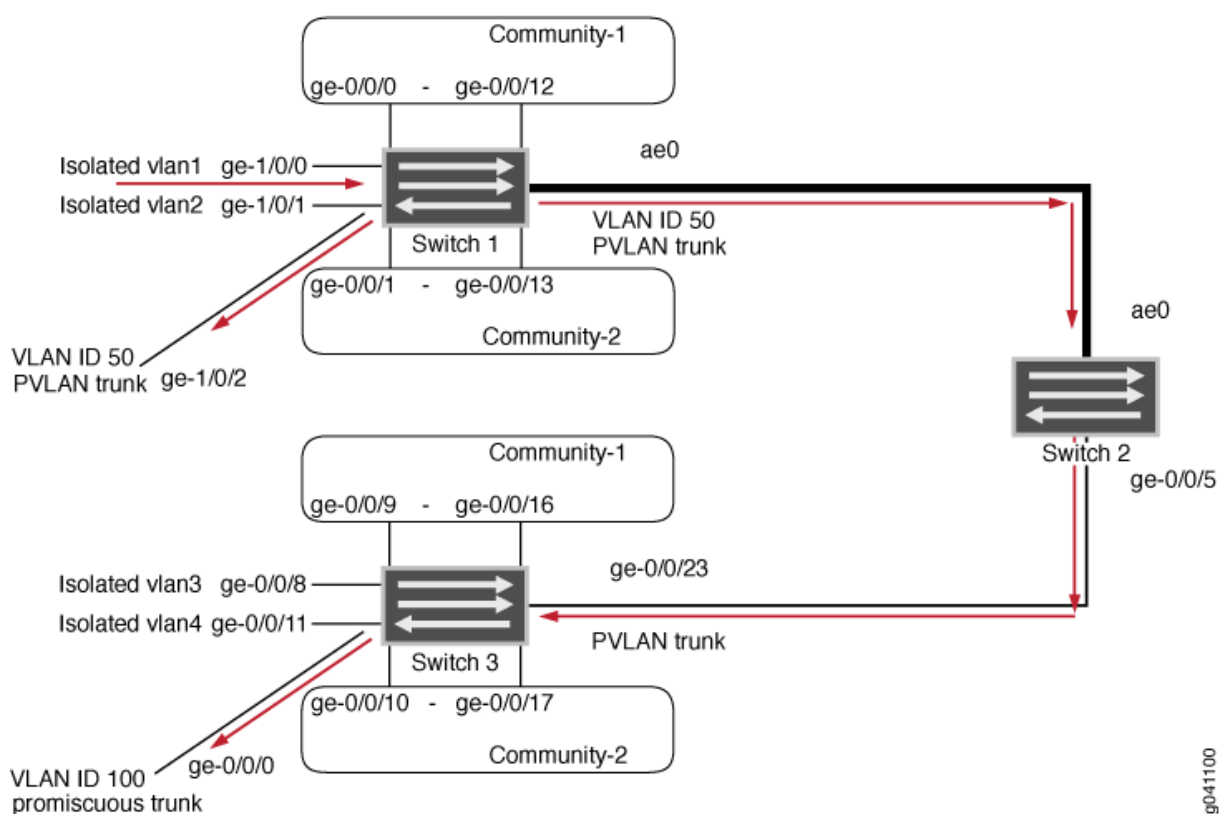 Community-1
ge-0/0/0 - ge-0/0/12
ae0
Isolated vlan1 ge-1/0/0
Isolated vlan2 ge-1/0/1
VLAN ID 50
PVLAN trunk
Switch 1
ge-0/0/1 - ge-0/0/13
Community-2
ae0
VLAN ID 50
PVLAN trunk ge-1/0/2
Switch 2
ge-0/0/5
Community-1
ge-0/0/9 - ge-0/0/16
ge-0/0/23
Isolated vlan3 ge-0/0/8
Isolated vlan4 ge-0/0/11
PVLAN trunk
Switch 3
ge-0/0/10 - ge-0/0/17
Community-2
ge-0/0/0
VLAN ID 100
promiscuous trunk
g041100